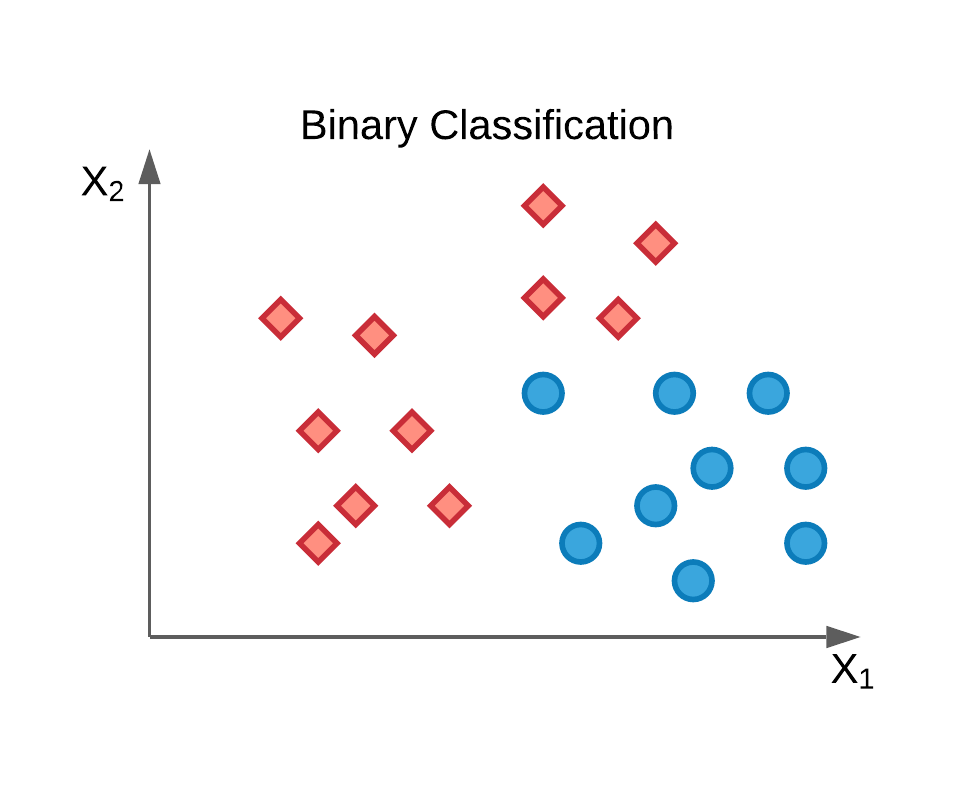 Binary Classification
X₂
X₁